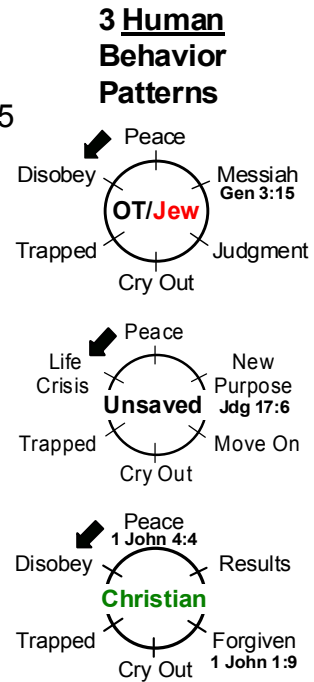 3 Human
Behavior
Patterns
5
Peace
Disobey
Messiah
Gen 3:15
OT/Jew
Trapped
Judgment
Cry Out
Peace
Life
Crisis
New
Purpose
Jdg 17:6
Unsaved
Trapped
Move On
Cry Out
Peace
1 John 4:4
Disobey
Results
Christian
Trapped
Forgiven
1 John 1:9
Cry Out